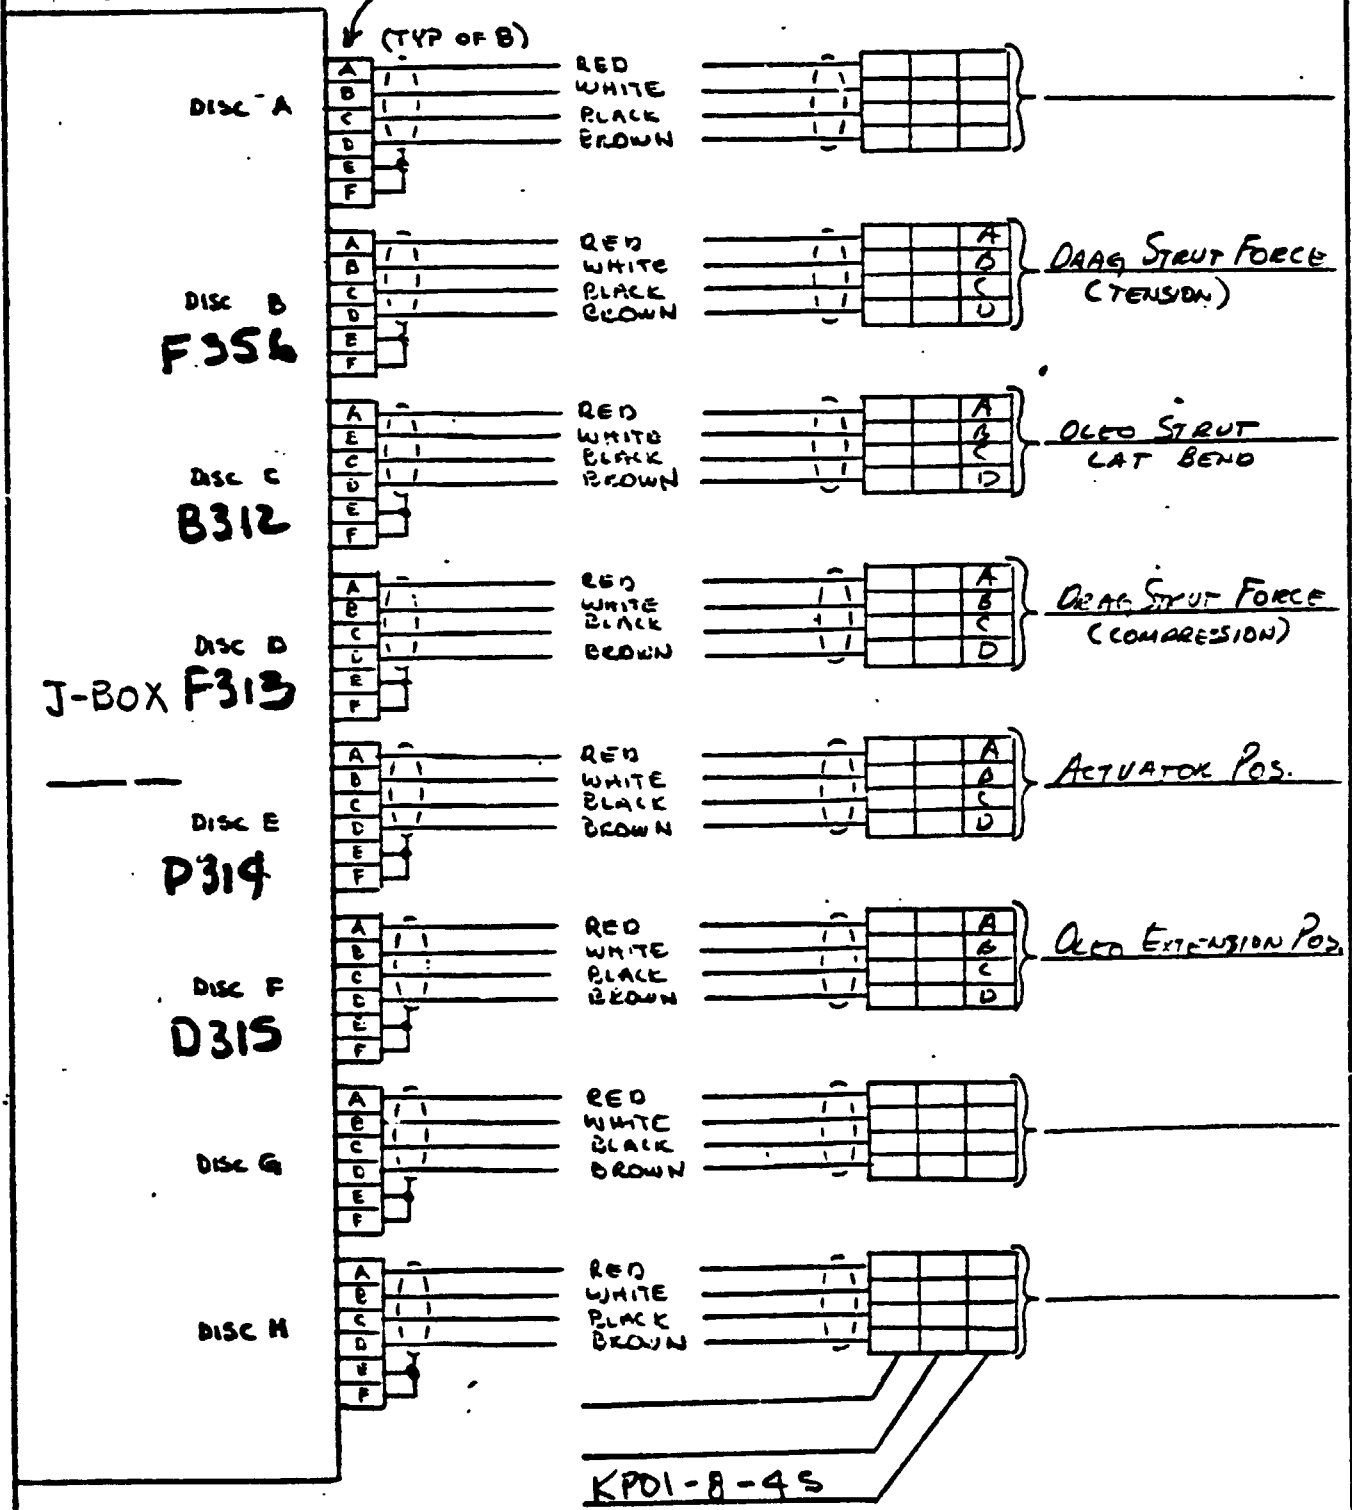 (TYP OF 8)
DISC A
A RED
B WHITE
C BLACK
D BROWN
E
F
DISC B
F356
A RED A
B WHITE B
C BLACK C
D BROWN D
E
F
DRAG STRUT FORCE
(TENSION)
DISC C
B312
A RED A
B WHITE B
C BLACK C
D BROWN D
E
F
OLEO STRUT
LAT BEND
DISC D
J-BOX F313
A RED A
B WHITE B
C BLACK C
D BROWN D
E
F
DRAG STRUT FORCE
(COMPRESSION)
DISC E
D314
A RED A
B WHITE B
C BLACK C
D BROWN D
E
F
ACTUATOR POS.
DISC F
D315
A RED A
B WHITE B
C BLACK C
D BROWN D
E
F
OLEO EXTENSION POS.
DISC G
A RED
B WHITE
C BLACK
D BROWN
E
F
DISC H
A RED
B WHITE
C BLACK
D BROWN
E
F
KP01-8-4S